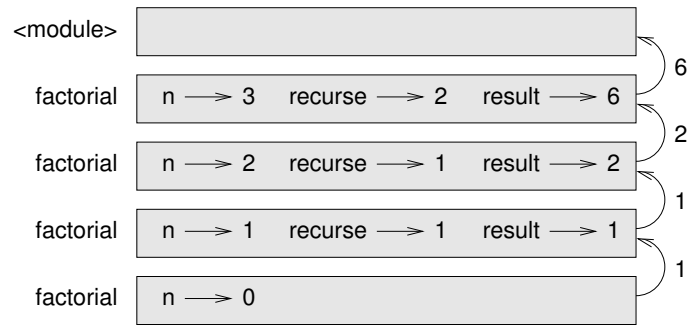 <module>
6
factorial n 3 recurse 2 result 6
2
factorial n 2 recurse 1 result 2
1
factorial n 1 recurse 1 result 1
1
factorial n 0